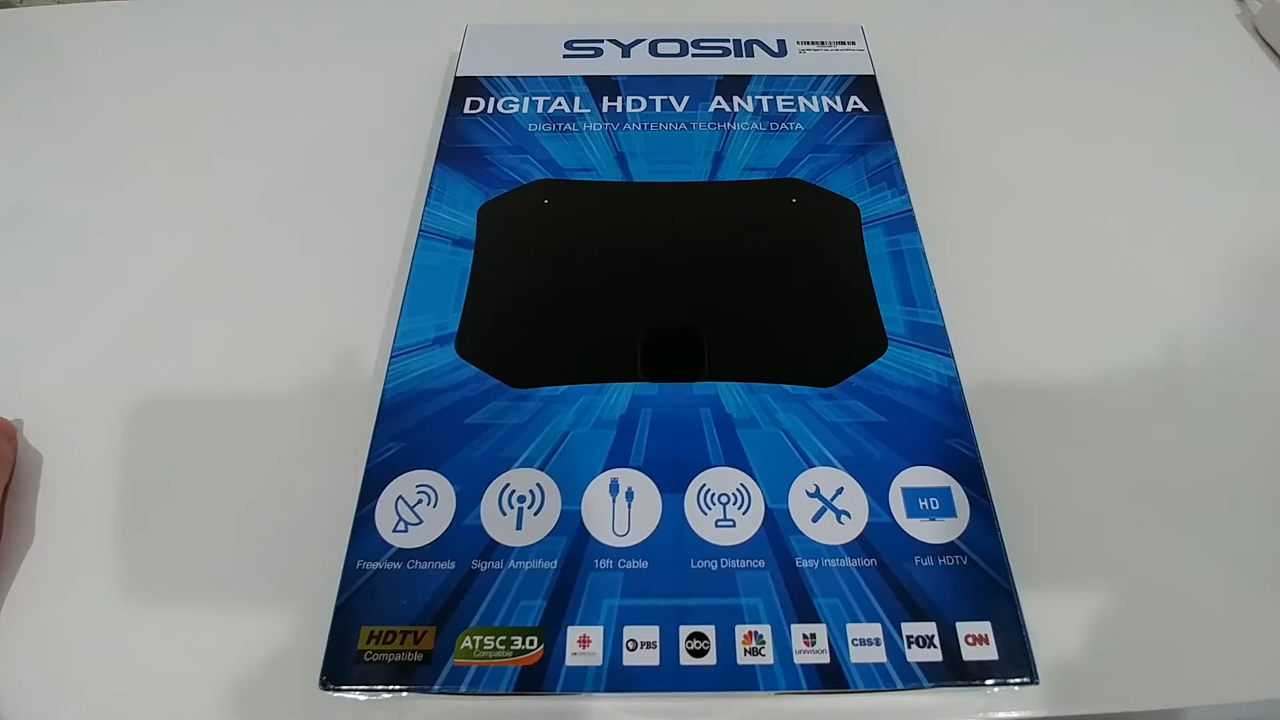 SYOSIN
DIGITAL HDTV ANTENNA
DIGITAL HDTV ANTENNA TECHNICAL DATA
HD
Freeview Channels
Signal Amplified
16ft Cable
Long Distance
Easy Installation
Full HDTV
HDTV
Compatible
ATSC 3.0
Compatible
PBS
abc
NBC
UNIVISION
CBS
FOX
CNN